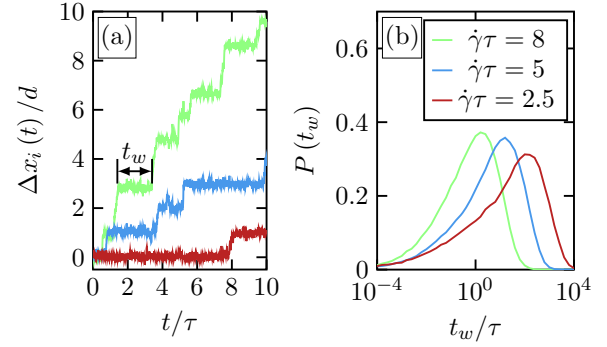 (a)
Δx_i (t) /d
10
8
6
4
2
0
t_w
0 2 4 6 8 10
t/τ
(b)
P (t_w)
0.6
0.4
0.2
0
γ̇τ = 8
γ̇τ = 5
γ̇τ = 2.5
10^−4 10^0 10^4
t_w/τ